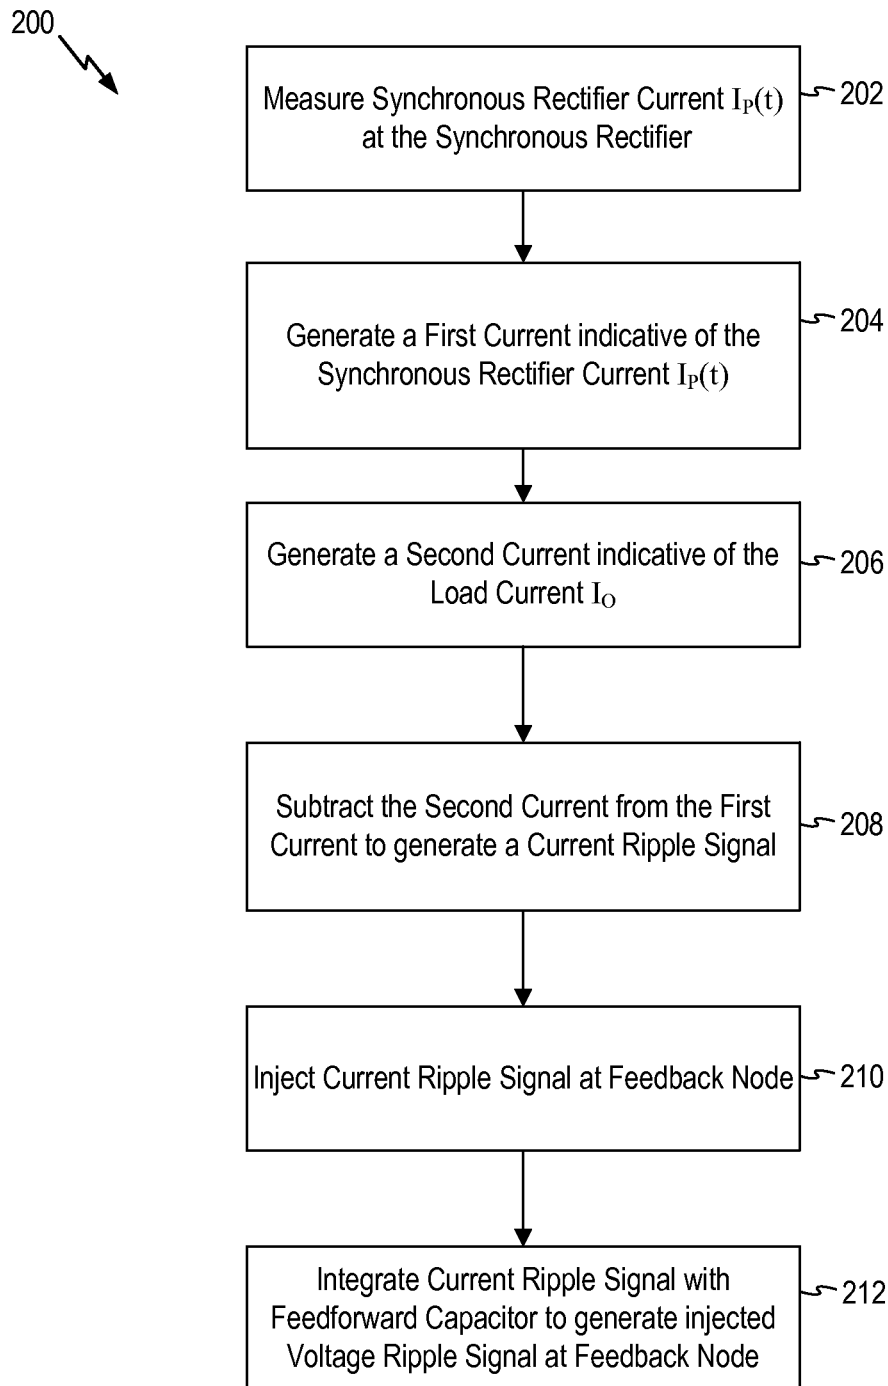 200
Measure Synchronous Rectifier Current I_P(t)
at the Synchronous Rectifier
202
Generate a First Current indicative of the
Synchronous Rectifier Current I_P(t)
204
Generate a Second Current indicative of the
Load Current I_O
206
Subtract the Second Current from the First
Current to generate a Current Ripple Signal
208
Inject Current Ripple Signal at Feedback Node
210
Integrate Current Ripple Signal with
Feedforward Capacitor to generate injected
Voltage Ripple Signal at Feedback Node
212